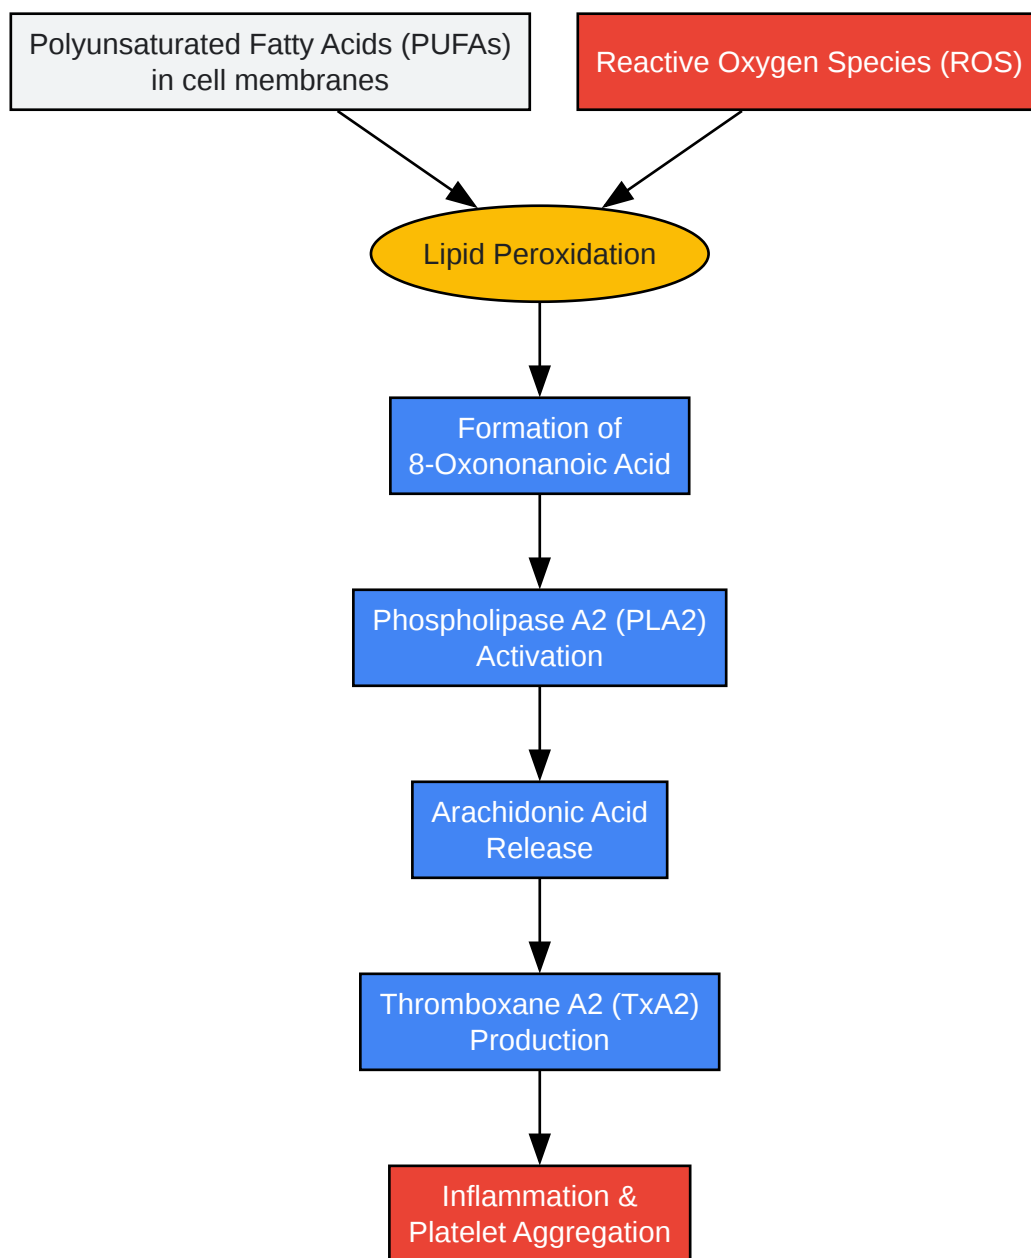 Polyunsaturated Fatty Acids (PUFAs)
in cell membranes
Reactive Oxygen Species (ROS)
Lipid Peroxidation
Formation of
8-Oxononanoic Acid
Phospholipase A2 (PLA2)
Activation
Arachidonic Acid
Release
Thromboxane A2 (TxA2)
Production
Inflammation &
Platelet Aggregation